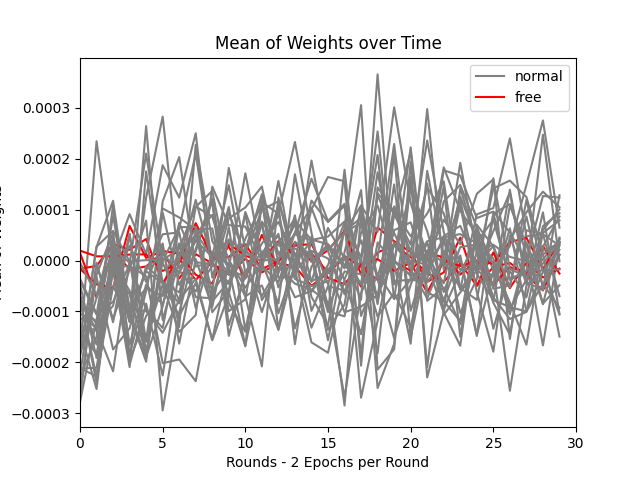 Mean of Weights over Time
normal
free
0.0003
0.0002
0.0001
0.0000
−0.0001
−0.0002
−0.0003
0 5 10 15 20 25 30
Rounds - 2 Epochs per Round